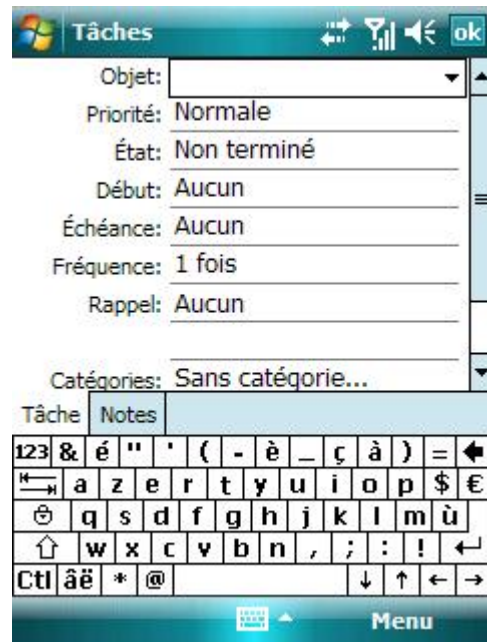 Tâches ok
Objet:
Priorité: Normale
État: Non terminé
Début: Aucun
Échéance: Aucun
Fréquence: 1 fois
Rappel: Aucun
Catégories: Sans catégorie...
Tâche Notes
123 & é " ' ( - è _ ç à ) =
a z e r t y u i o p $ €
q s d f g h j k l m ù
w x c v b n , ; : !
Ctl âë * @ ↓ ↑ ← →
Menu